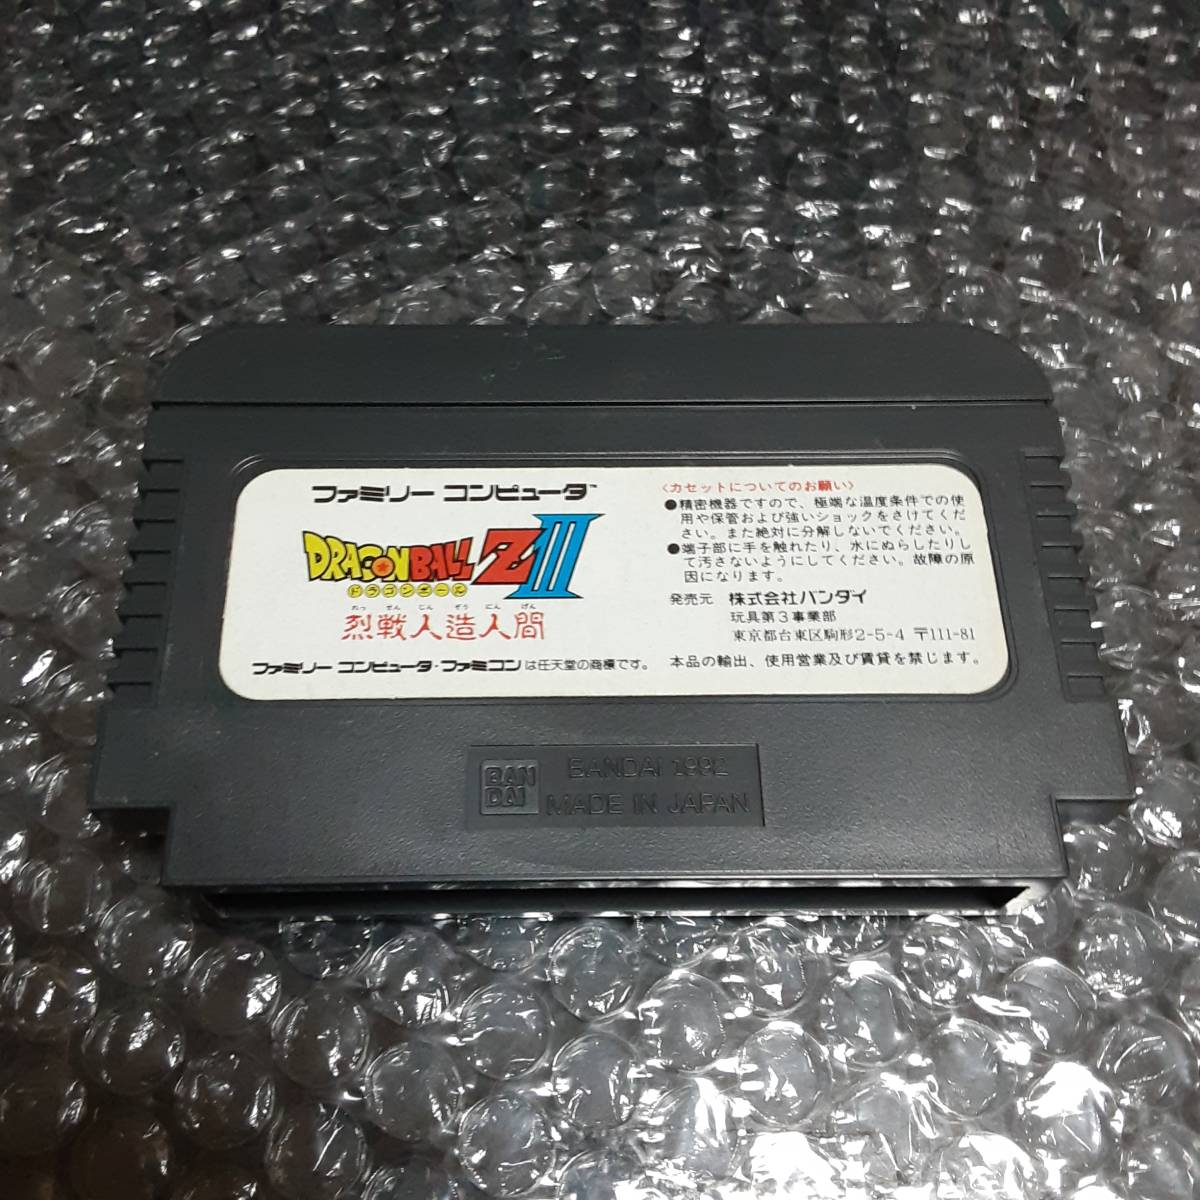 ファミリー コンピュータ™
DRAGON BALL Z III
ドラゴンボール
れっ せん じん ぞう にん げん
烈戦人造人間
ファミリー コンピュータ・ファミコンは任天堂の商標です。
〈カセットについてのお願い〉
●精密機器ですので、極端な温度条件での使
用や保管および強いショックをさけてくだ
さい。また絶対に分解しないでください。
●端子部に手を触れたり、水にぬらしたりし
て汚さないようにしてください。故障の原
因になります。
発売元 株式会社バンダイ
玩具第3事業部
東京都台東区駒形2-5-4 〒111-81
本品の輸出、使用営業及び賃貸を禁じます。
BAN
DAI
BANDAI 1992
MADE IN JAPAN